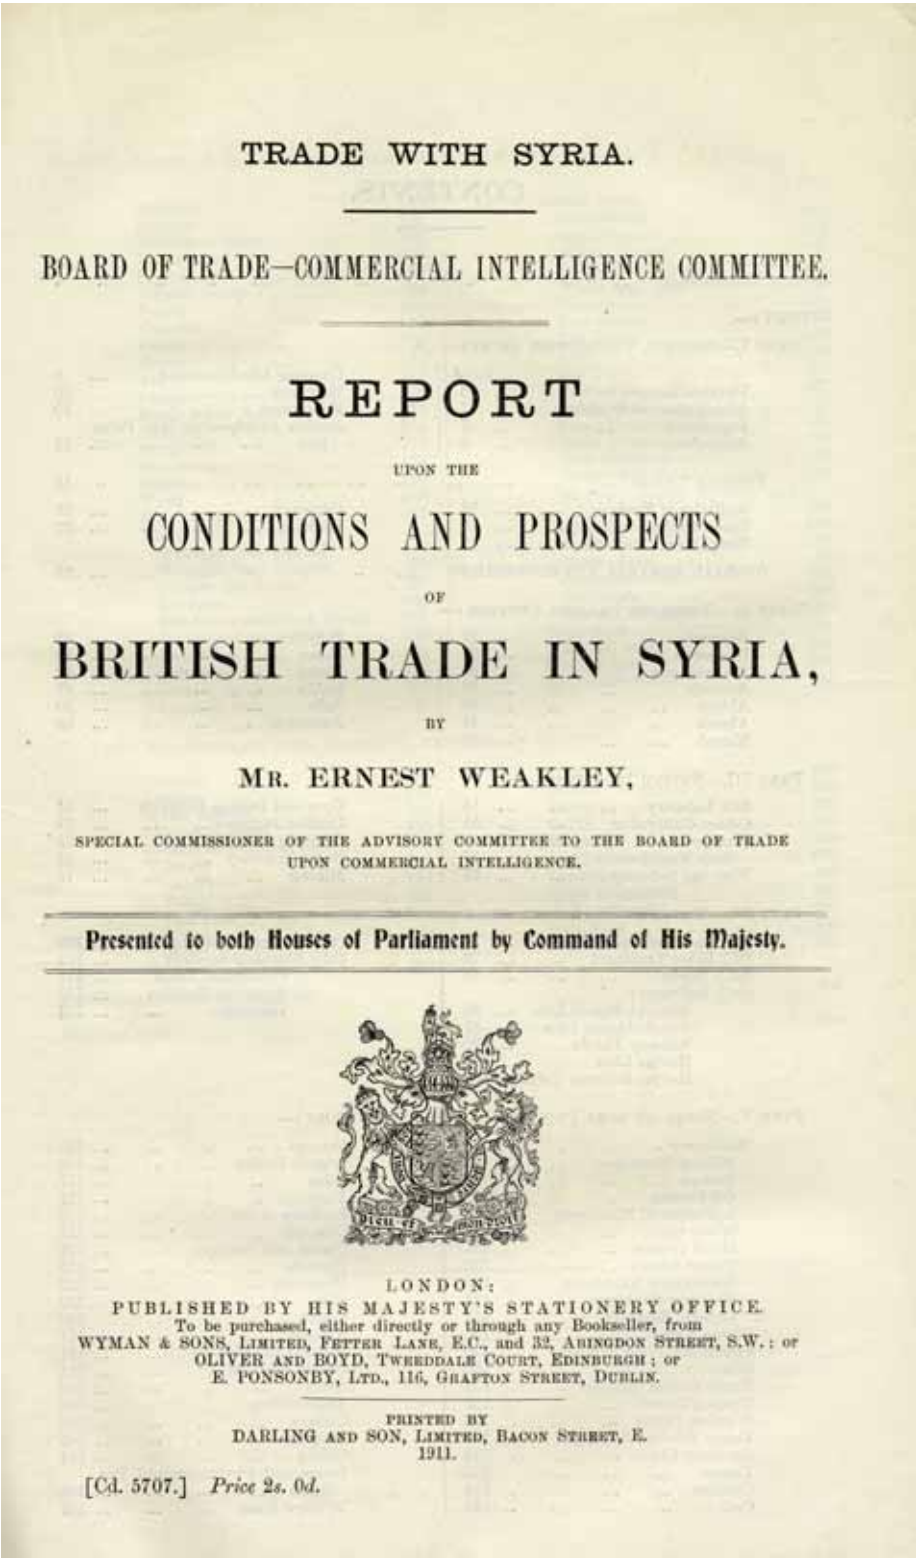 TRADE WITH SYRIA.
BOARD OF TRADE—COMMERCIAL INTELLIGENCE COMMITTEE.
REPORT
UPON THE
CONDITIONS AND PROSPECTS
OF
BRITISH TRADE IN SYRIA,
BY
MR. ERNEST WEAKLEY,
SPECIAL COMMISSIONER OF THE ADVISORY COMMITTEE TO THE BOARD OF TRADE
UPON COMMERCIAL INTELLIGENCE.
Presented to both Houses of Parliament by Command of His Majesty.
DIEU ET MON DROIT
LONDON:
PUBLISHED BY HIS MAJESTY'S STATIONERY OFFICE.
To be purchased, either directly or through any Bookseller, from
WYMAN & SONS, LIMITED, FETTER LANE, E.C., and 32, ABINGDON STREET, S.W.; or
OLIVER AND BOYD, TWEEDDALE COURT, EDINBURGH; or
E. PONSONBY, LTD., 116, GRAFTON STREET, DUBLIN.
PRINTED BY
DARLING AND SON, LIMITED, BACON STREET, E.
1911.
[Cd. 5707.] Price 2s. 0d.